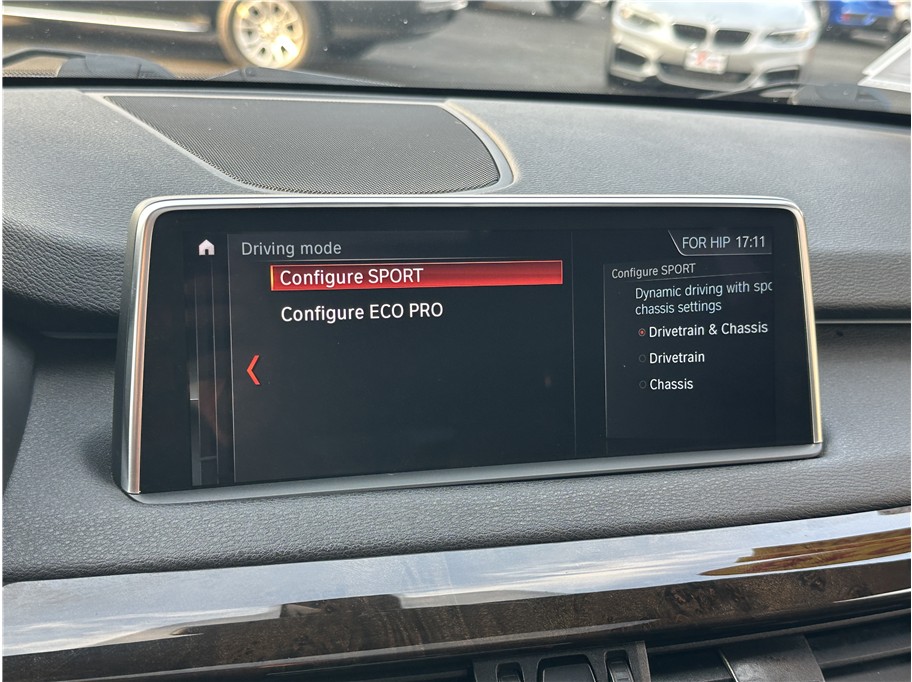 Driving mode
FOR HIP 17:11
Configure SPORT
Configure ECO PRO
Configure SPORT
Dynamic driving with spo
chassis settings
Drivetrain & Chassis
Drivetrain
Chassis